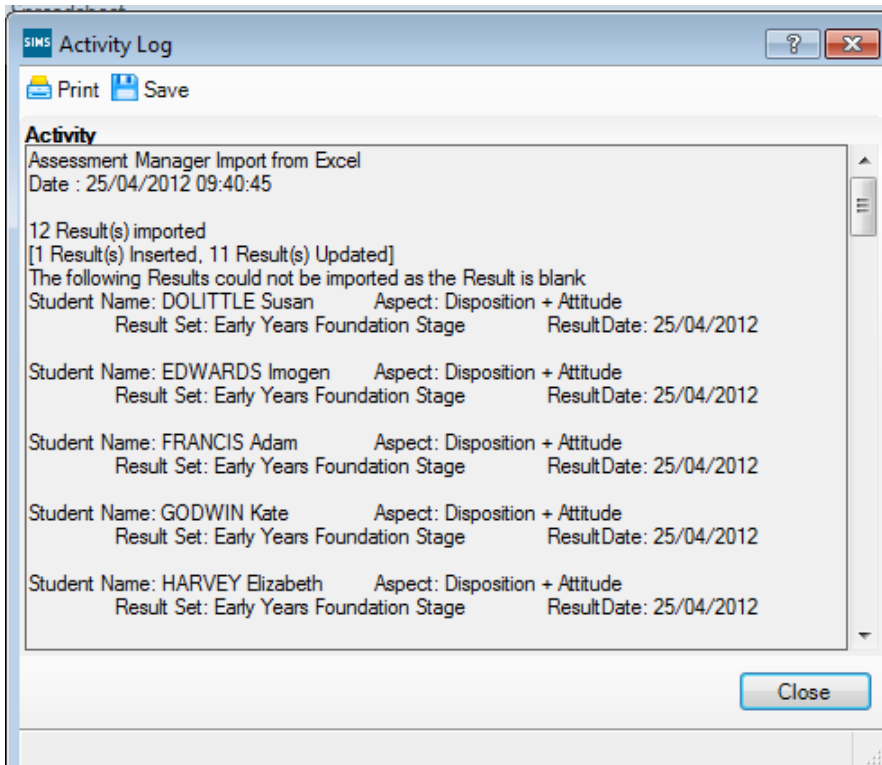 Spreadsheet
SIMS Activity Log
?
Print Save
Activity
Assessment Manager Import from Excel
Date : 25/04/2012 09:40:45
12 Result(s) imported
[1 Result(s) Inserted, 11 Result(s) Updated]
The following Results could not be imported as the Result is blank
Student Name: DOLITTLE Susan Aspect: Disposition + Attitude
Result Set: Early Years Foundation Stage ResultDate: 25/04/2012
Student Name: EDWARDS Imogen Aspect: Disposition + Attitude
Result Set: Early Years Foundation Stage ResultDate: 25/04/2012
Student Name: FRANCIS Adam Aspect: Disposition + Attitude
Result Set: Early Years Foundation Stage ResultDate: 25/04/2012
Student Name: GODWIN Kate Aspect: Disposition + Attitude
Result Set: Early Years Foundation Stage ResultDate: 25/04/2012
Student Name: HARVEY Elizabeth Aspect: Disposition + Attitude
Result Set: Early Years Foundation Stage ResultDate: 25/04/2012
Close